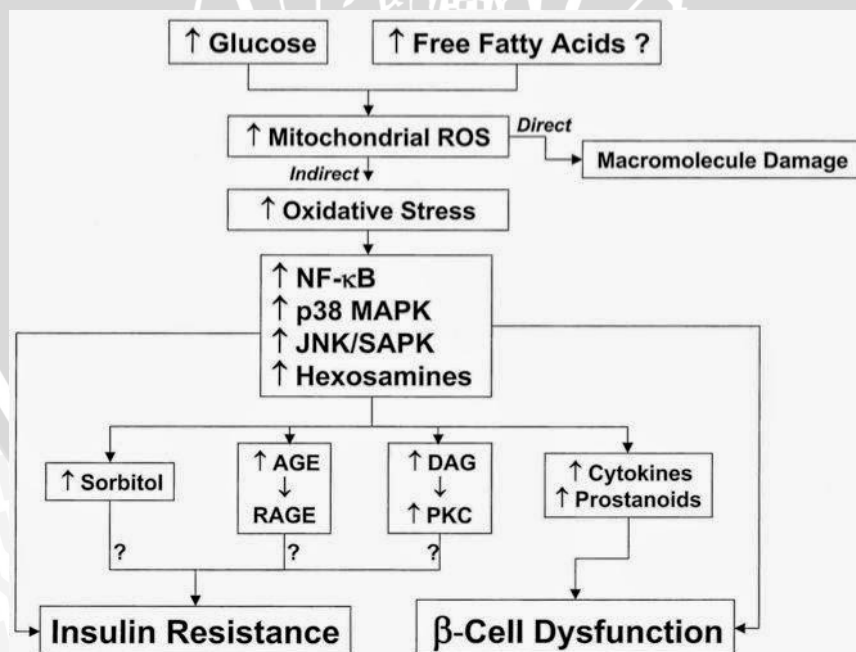 ↑ Glucose
↑ Free Fatty Acids ?
↑ Mitochondrial ROS
Direct
Macromolecule Damage
Indirect
↑ Oxidative Stress
↑ NF-κB
↑ p38 MAPK
↑ JNK/SAPK
↑ Hexosamines
↑ Sorbitol
↑ AGE
↓
RAGE
↑ DAG
↓
↑ PKC
↑ Cytokines
↑ Prostanoids
?
?
?
Insulin Resistance
β-Cell Dysfunction